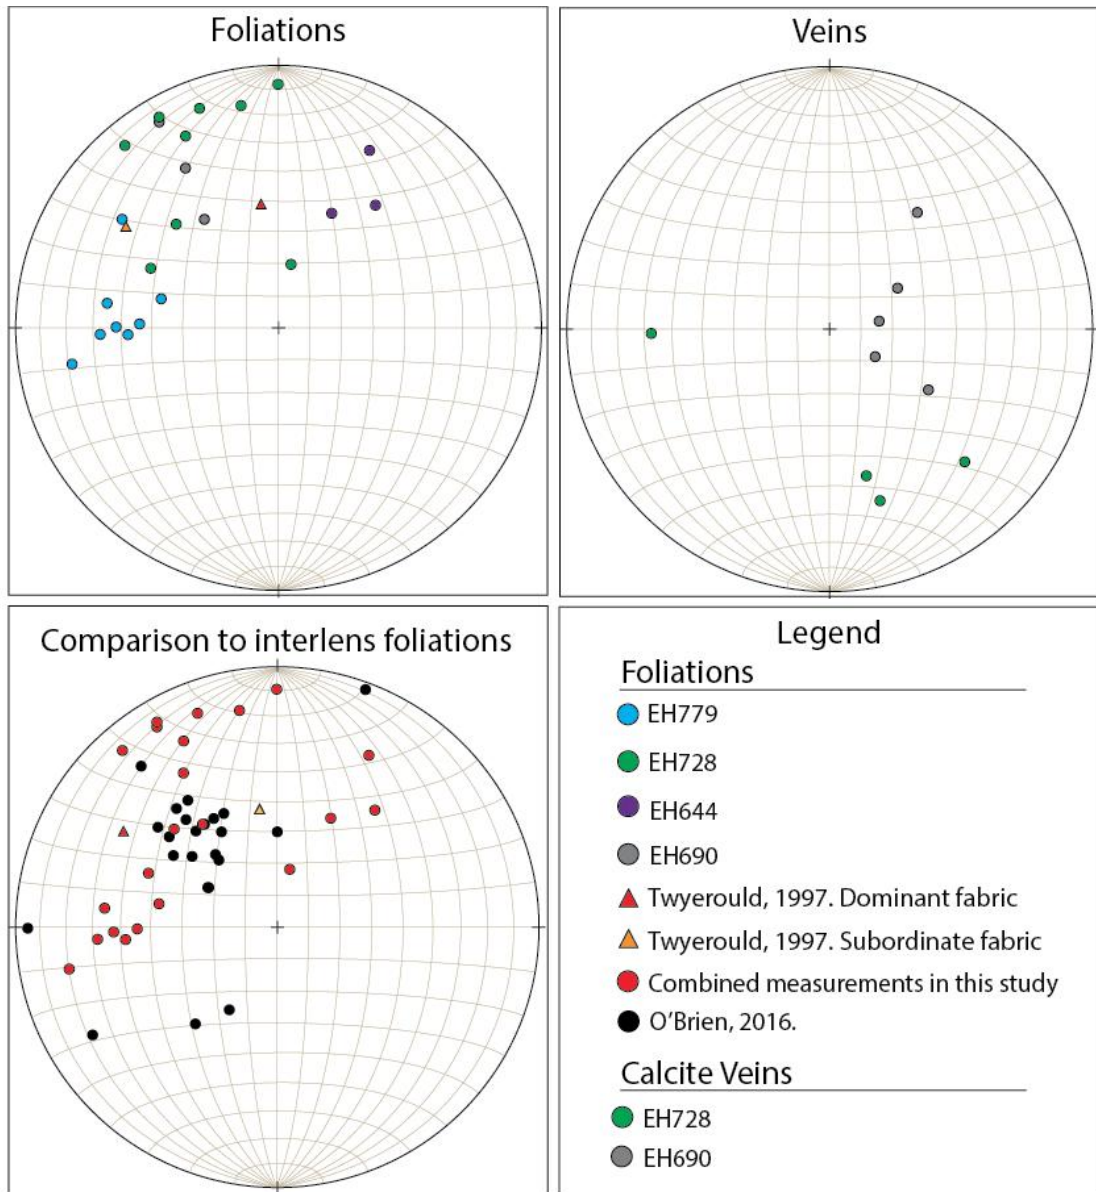 Foliations
Veins
Comparison to interlens foliations
Legend
Foliations
EH779
EH728
EH644
EH690
Twyerould, 1997. Dominant fabric
Twyerould, 1997. Subordinate fabric
Combined measurements in this study
O'Brien, 2016.
Calcite Veins
EH728
EH690